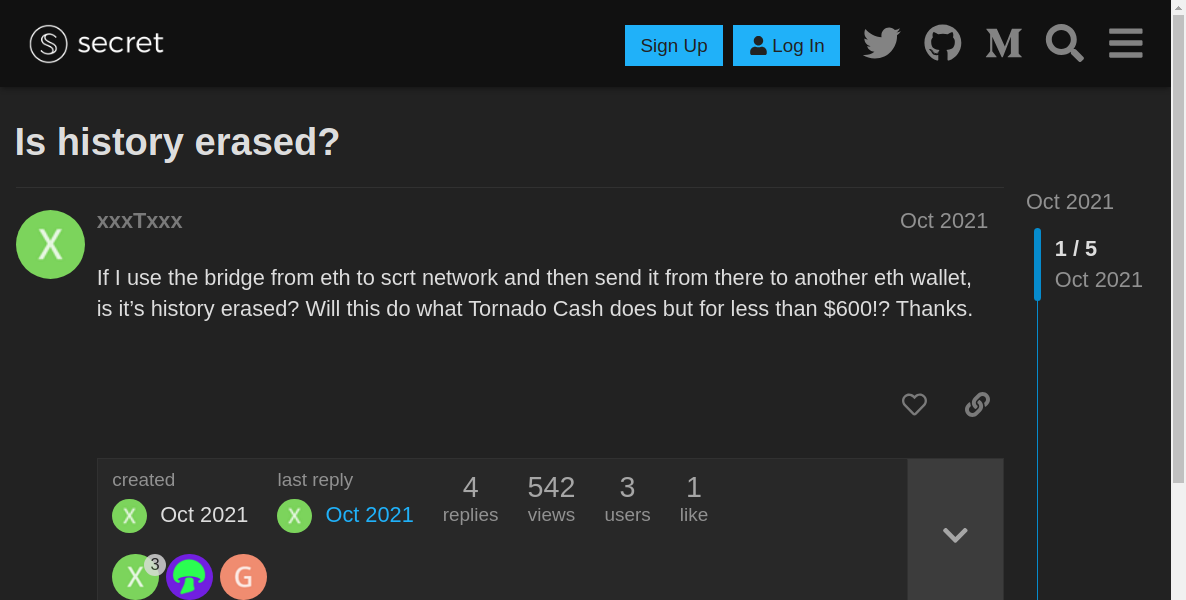 secret
Sign Up
Log In
Is history erased?
xxxTxxx
Oct 2021
If I use the bridge from eth to scrt network and then send it from there to another eth wallet,
is it’s history erased? Will this do what Tornado Cash does but for less than $600!? Thanks.
Oct 2021
1 / 5
Oct 2021
created
X Oct 2021
last reply
X Oct 2021
4 replies
542 views
3 users
1 like
X 3 G